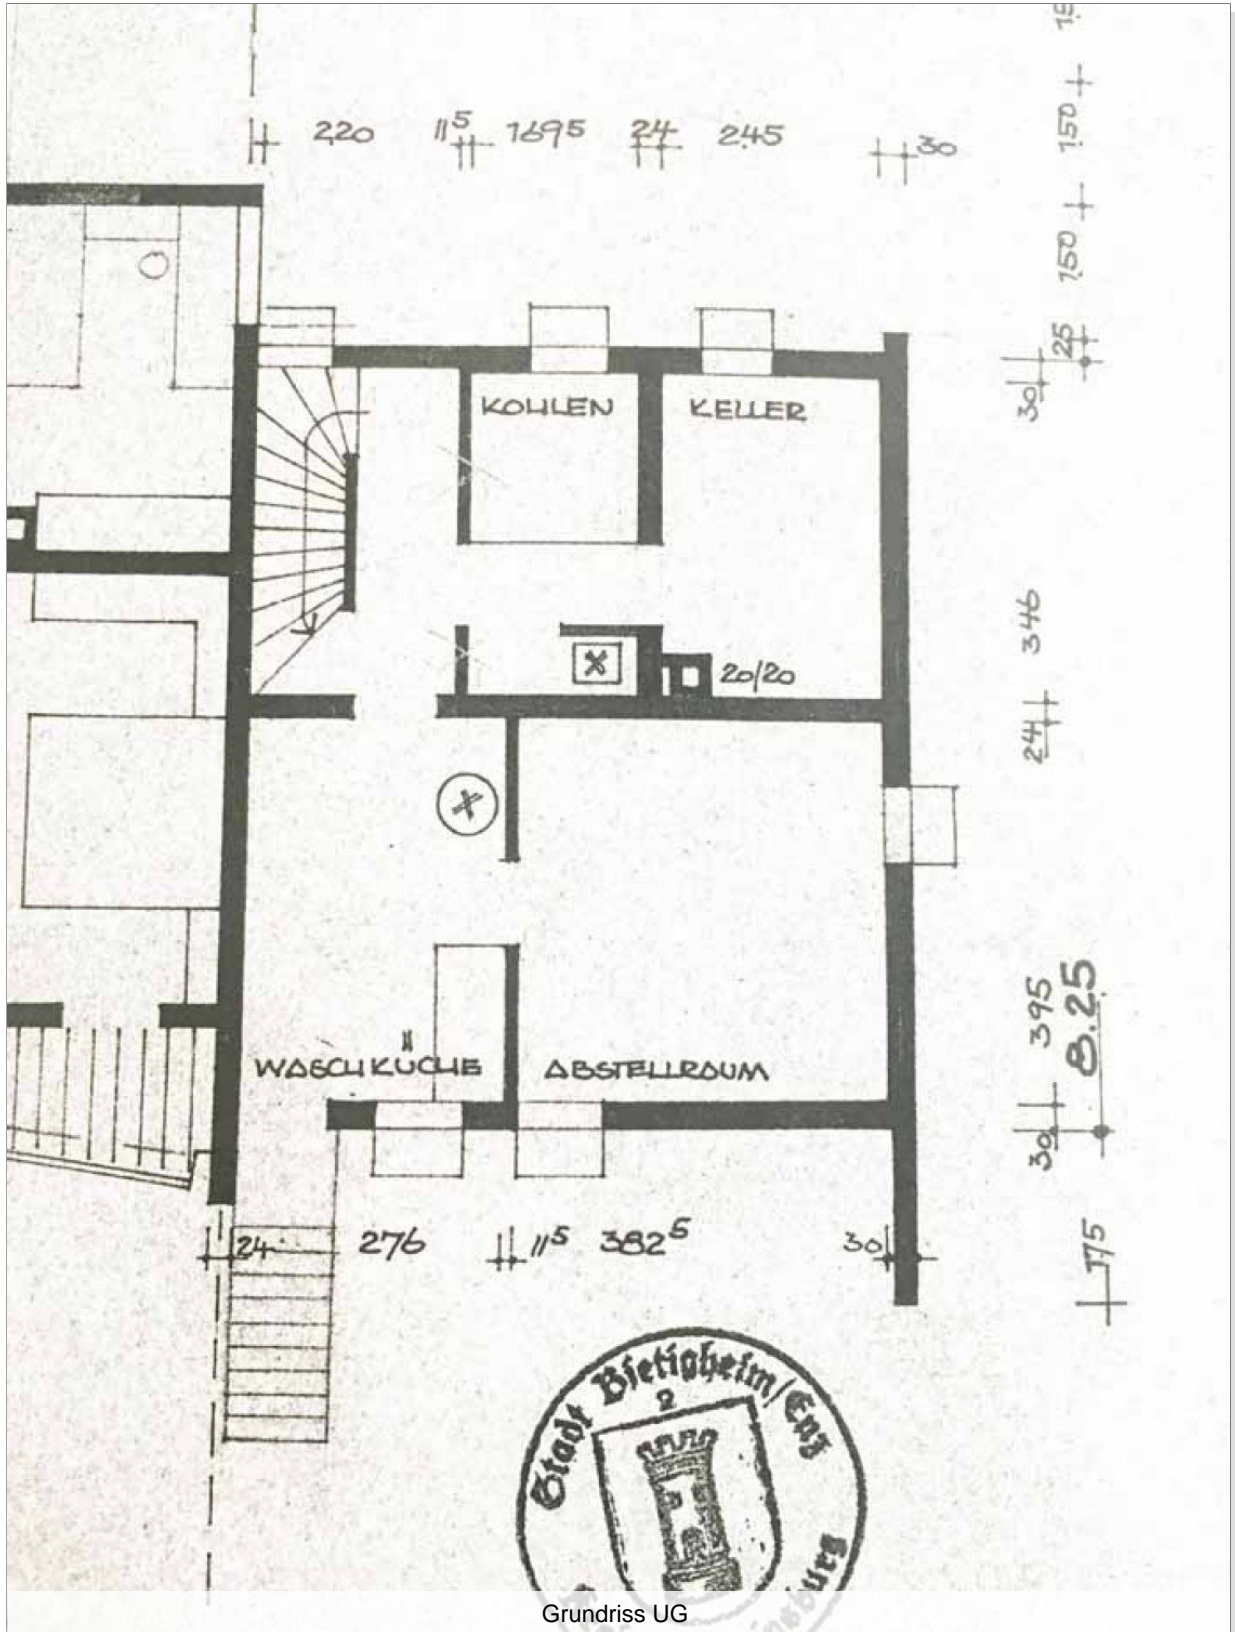 15
220 11⁵ 169⁵ 24 245 30
150
150
25
30
KOHLEN KELLER
346
20/20
24
395
8.25
WASCHKÜCHE ABSTELLRAUM
30
24 276 11⁵ 382⁵ 30
175
Stadt Bietigheim/Enz
2
Grundriss UG